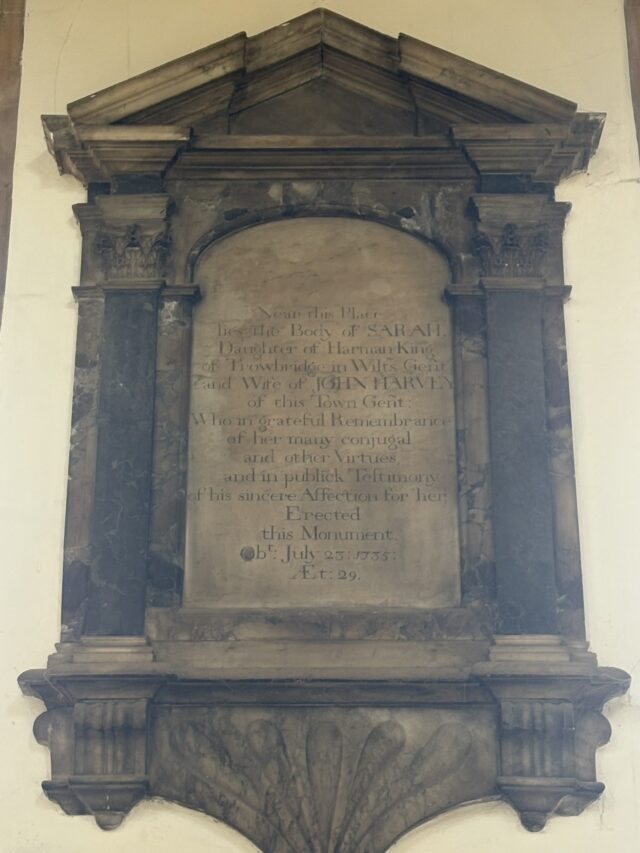 Near this Place
lies the Body of SARAH,
Daughter of Harman King
of Trowbridge in Wilts Gent
and Wife of JOHN HARVEY
of this Town Gent:
Who in grateful Remembrance
of her many conjugal
and other Virtues,
and in publick Testimony
of his sincere Affection for her,
Erected
this Monument.
Obt: July 23: 1735:
Æt: 29.